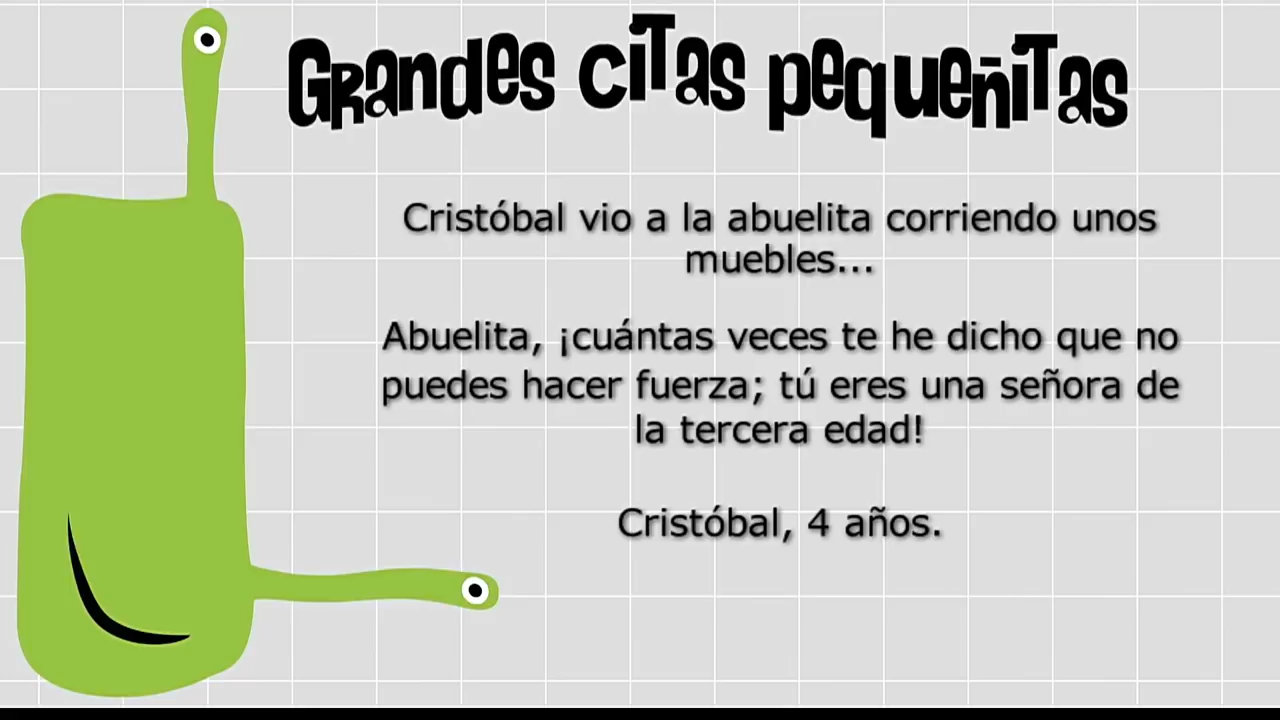 Grandes citas pequeñitas
Cristóbal vio a la abuelita corriendo unos
muebles...
Abuelita, ¡cuántas veces te he dicho que no
puedes hacer fuerza; tú eres una señora de
la tercera edad!
Cristóbal, 4 años.